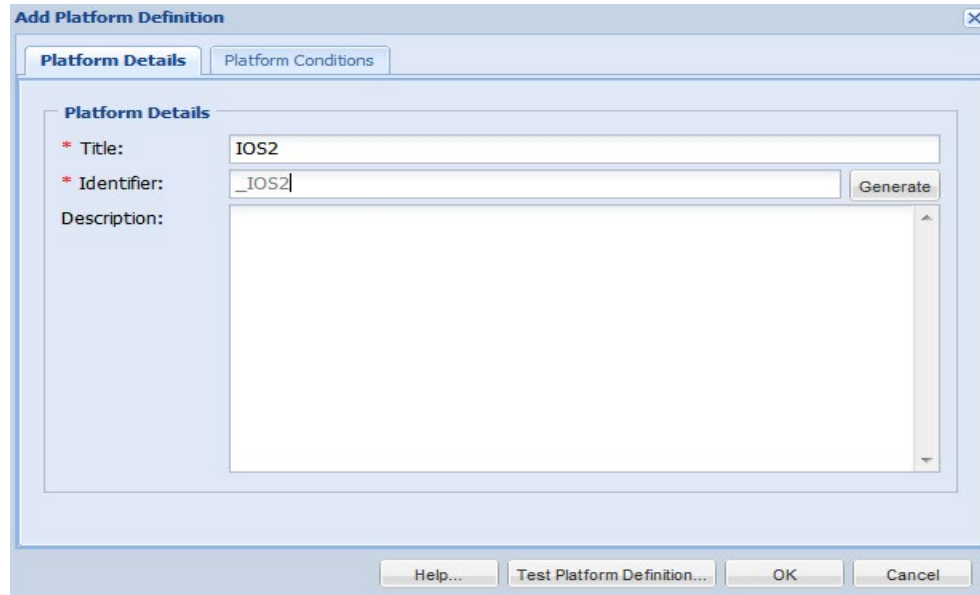 Add Platform Definition
Platform Details Platform Conditions
Platform Details
* Title: IOS2
* Identifier: _IOS2 Generate
Description:
Help... Test Platform Definition... OK Cancel